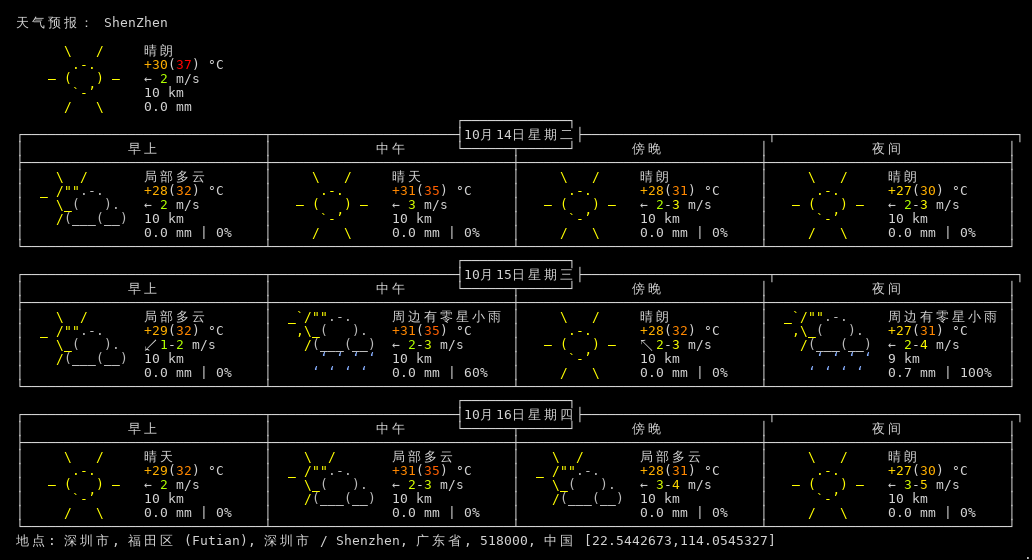 天气预报： ShenZhen
晴朗
+30(37) °C
← 2 m/s
10 km
0.0 mm
10月14日星期二
早上 中午 傍晚 夜间
局部多云 晴天 晴朗 晴朗
+28(32) °C +31(35) °C +28(31) °C +27(30) °C
← 2 m/s ← 3 m/s ← 2-3 m/s ← 2-3 m/s
10 km 10 km 10 km 10 km
0.0 mm | 0% 0.0 mm | 0% 0.0 mm | 0% 0.0 mm | 0%
10月15日星期三
早上 中午 傍晚 夜间
局部多云 周边有零星小雨 晴朗 周边有零星小雨
+29(32) °C +31(35) °C +28(32) °C +27(31) °C
↙ 1-2 m/s ← 2-3 m/s ↖ 2-3 m/s ← 2-4 m/s
10 km 10 km 10 km 9 km
0.0 mm | 0% 0.0 mm | 60% 0.0 mm | 0% 0.7 mm | 100%
10月16日星期四
早上 中午 傍晚 夜间
晴天 局部多云 局部多云 晴朗
+29(32) °C +31(35) °C +28(31) °C +27(30) °C
← 2 m/s ← 2-3 m/s ← 3-4 m/s ← 3-5 m/s
10 km 10 km 10 km 10 km
0.0 mm | 0% 0.0 mm | 0% 0.0 mm | 0% 0.0 mm | 0%
地点: 深圳市, 福田区 (Futian), 深圳市 / Shenzhen, 广东省, 518000, 中国 [22.5442673,114.0545327]